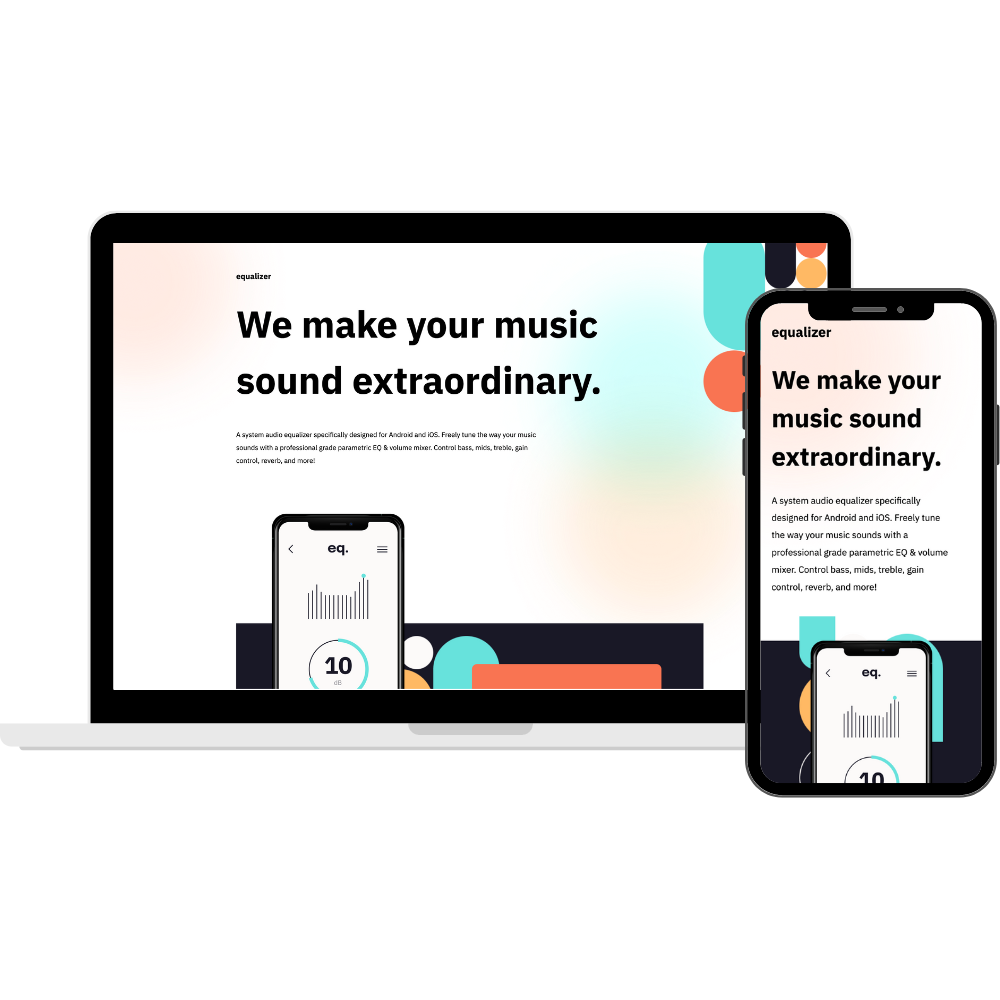 equalizer
We make your music
sound extraordinary.
A system audio equalizer specifically designed for Android and iOS. Freely tune the way your music
sounds with a professional grade parametric EQ & volume mixer. Control bass, mids, treble, gain
control, reverb, and more!
eq.
10
dB
equalizer
We make your
music sound
extraordinary.
A system audio equalizer specifically
designed for Android and iOS. Freely tune
the way your music sounds with a
professional grade parametric EQ & volume
mixer. Control bass, mids, treble, gain
control, reverb, and more!
eq.
10